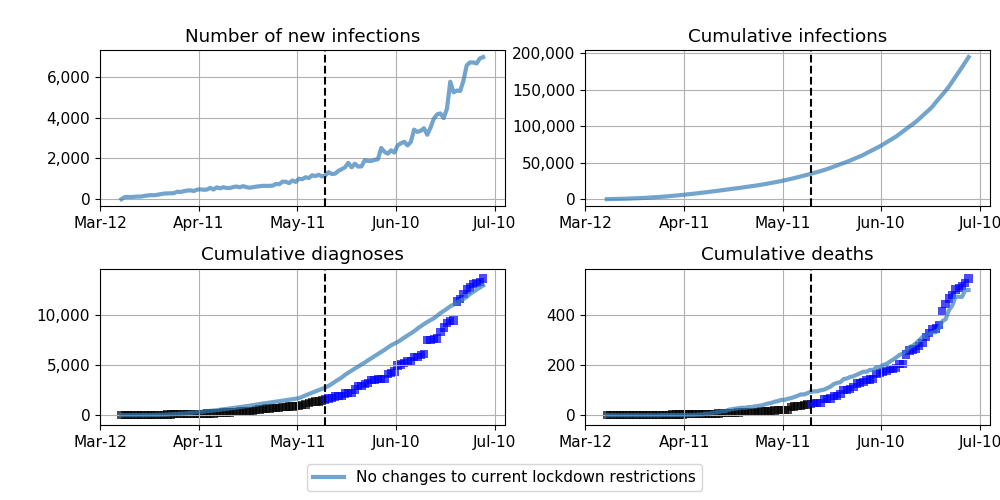 Number of new infections
6,000
4,000
2,000
0
Mar-12 Apr-11 May-11 Jun-10 Jul-10
Cumulative infections
200,000
150,000
100,000
50,000
0
Mar-12 Apr-11 May-11 Jun-10 Jul-10
Cumulative diagnoses
10,000
5,000
0
Mar-12 Apr-11 May-11 Jun-10 Jul-10
Cumulative deaths
400
200
0
Mar-12 Apr-11 May-11 Jun-10 Jul-10
No changes to current lockdown restrictions